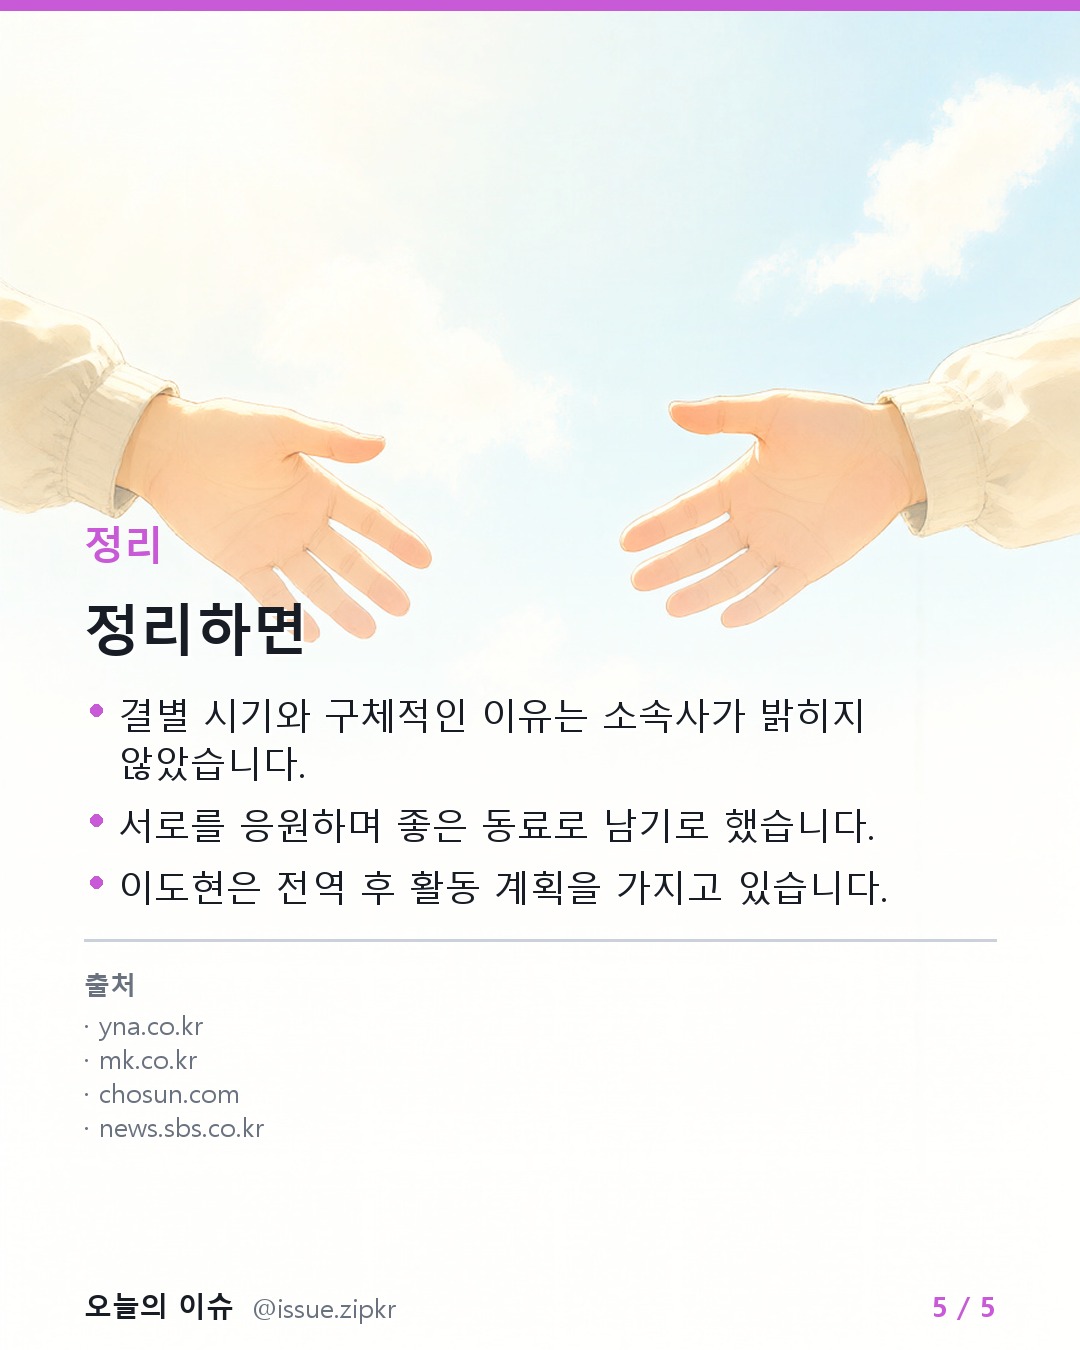 정리
정리하면
• 결별 시기와 구체적인 이유는 소속사가 밝히지
않았습니다.
• 서로를 응원하며 좋은 동료로 남기로 했습니다.
• 이도현은 전역 후 활동 계획을 가지고 있습니다.
출처
· yna.co.kr
· mk.co.kr
· chosun.com
· news.sbs.co.kr
오늘의 이슈 @issue.zipkr 5 / 5